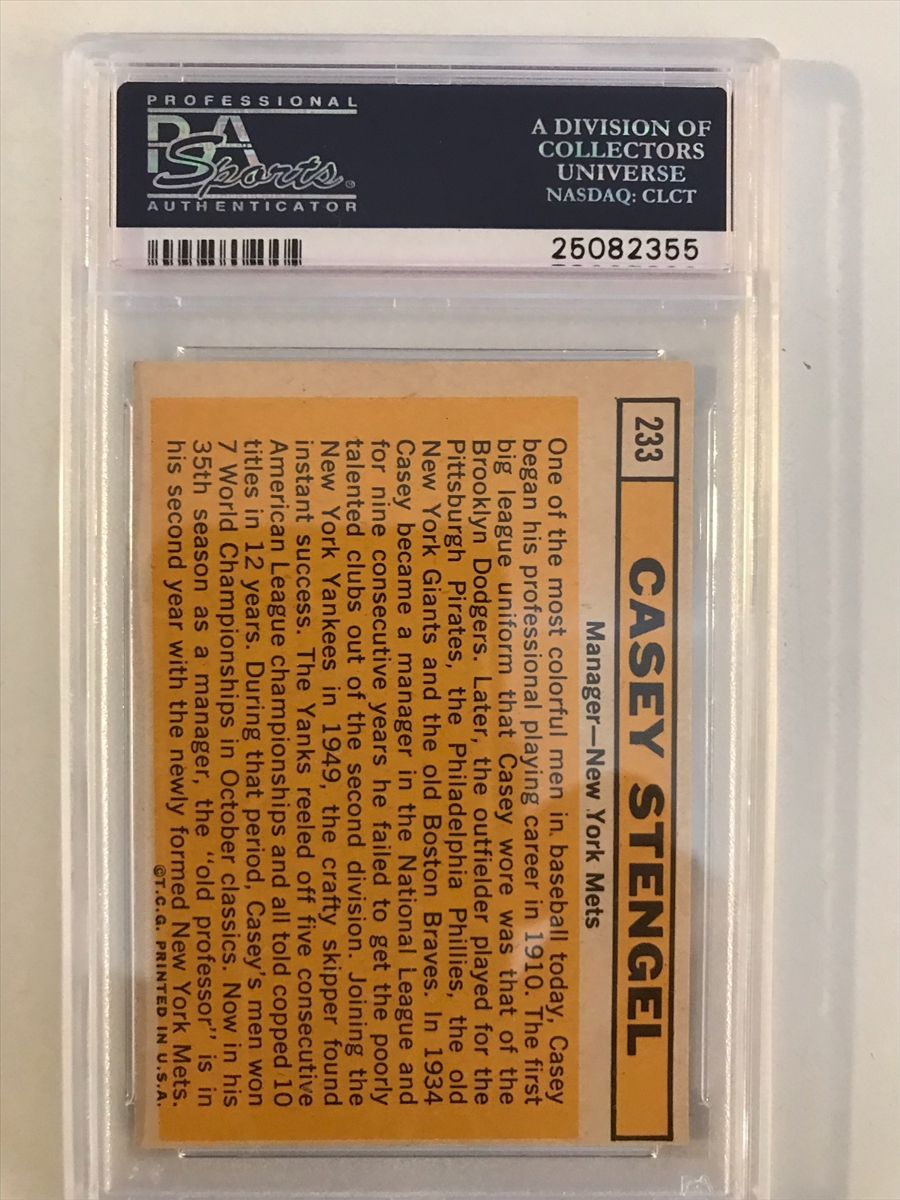 PROFESSIONAL
PSA
Sports®
AUTHENTICATOR
A DIVISION OF
COLLECTORS
UNIVERSE
NASDAQ: CLCT
25082355
233
CASEY STENGEL
Manager—New York Mets
One of the most colorful men in baseball today, Casey
began his professional playing career in 1910. The first
big league uniform that Casey wore was that of the
Brooklyn Dodgers. Later, the outfielder played for the
Pittsburgh Pirates, the Philadelphia Phillies, the old
New York Giants and the old Boston Braves. In 1934
Casey became a manager in the National League and
for nine consecutive years he failed to get the poorly
talented clubs out of the second division. Joining the
New York Yankees in 1949, the crafty skipper found
instant success. The Yanks reeled off five consecutive
American League championships and all told copped 10
titles in 12 years. During that period, Casey's men won
7 World Championships in October classics. Now in his
35th season as a manager, the "old professor" is in
his second year with the newly formed New York Mets.
©T.C.G. PRINTED IN U.S.A.